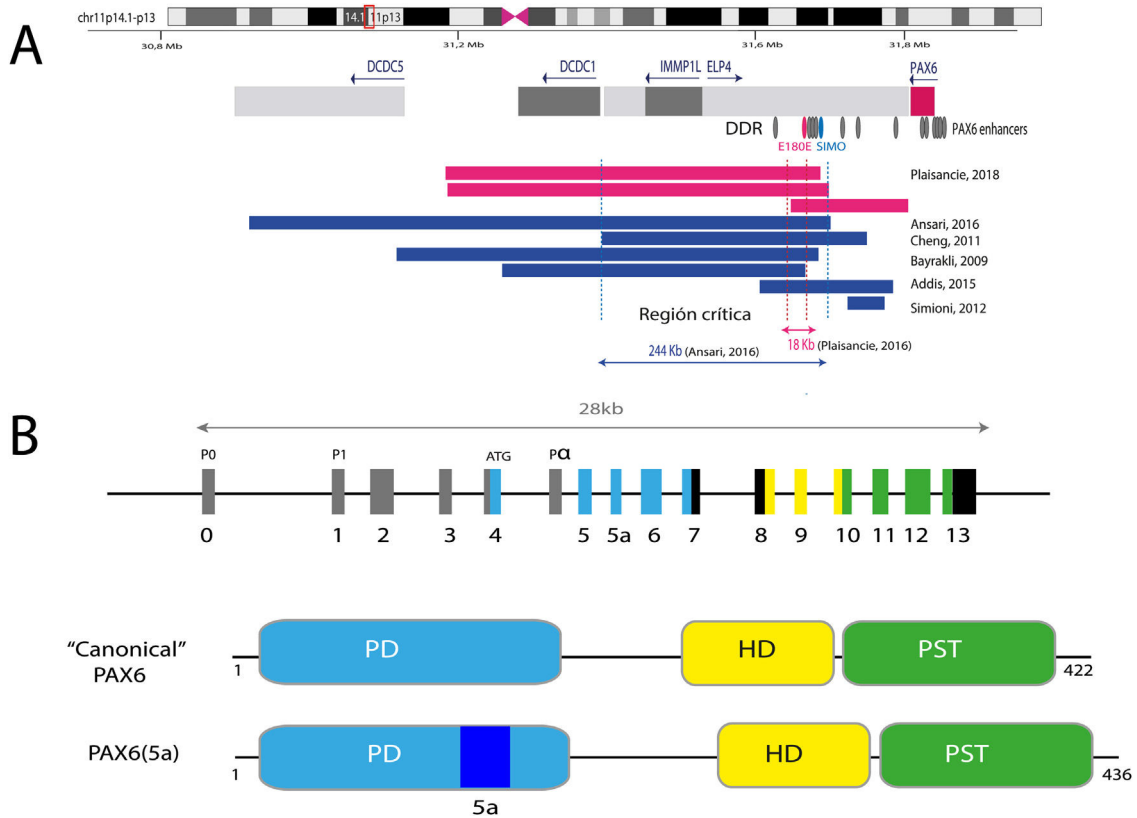 chr11p14.1-p13
14.1
11p13
30,8 Mb
31,2 Mb
31,6 Mb
31,8 Mb
A
DCDC5
DCDC1
IMMP1L
ELP4
PAX6
DDR
PAX6 enhancers
E180E
SIMO
Plaisancie, 2018
Ansari, 2016
Cheng, 2011
Bayrakli, 2009
Addis, 2015
Simioni, 2012
Región crítica
18 Kb (Plaisancie, 2016)
244 Kb (Ansari, 2016)
B
28kb
P0
P1
ATG
Pα
0
1
2
3
4
5
5a
6
7
8
9
10
11
12
13
“Canonical”
PAX6
1
PD
HD
PST
422
PAX6(5a)
1
PD
HD
PST
436
5a